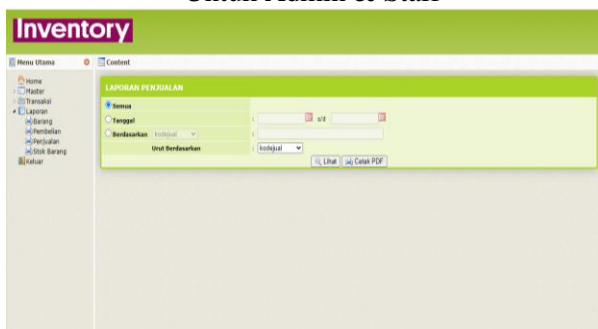 Untuk Admin & Staff
Inventory
Menu Utama
Content
Home
Master
Transaksi
Laporan
Barang
Pembelian
Penjualan
Stok Barang
Keluar
LAPORAN PENJUALAN
Semua
Tanggal : s/d
Berdasarkan kodejual :
Urut Berdasarkan : kodejual
Lihat Cetak PDF